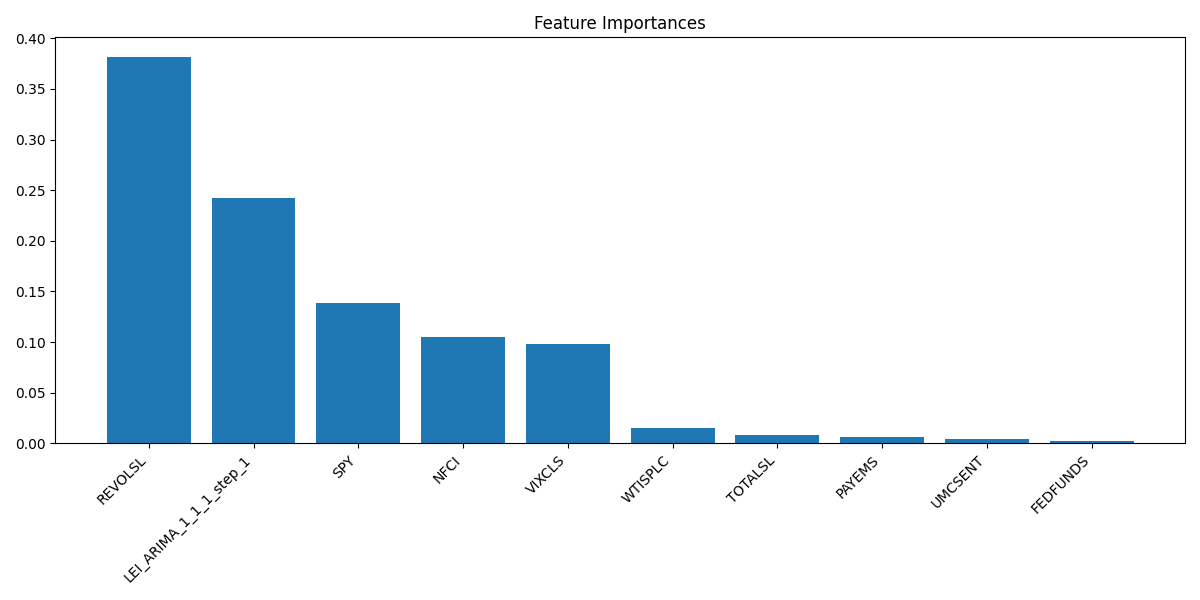 Feature Importances
0.40
0.35
0.30
0.25
0.20
0.15
0.10
0.05
0.00
REVOLSL
LEI_ARIMA_1_1_1_step_1
SPY
NFCI
VIXCLS
WTISPLC
TOTALSL
PAYEMS
UMCSENT
FEDFUNDS